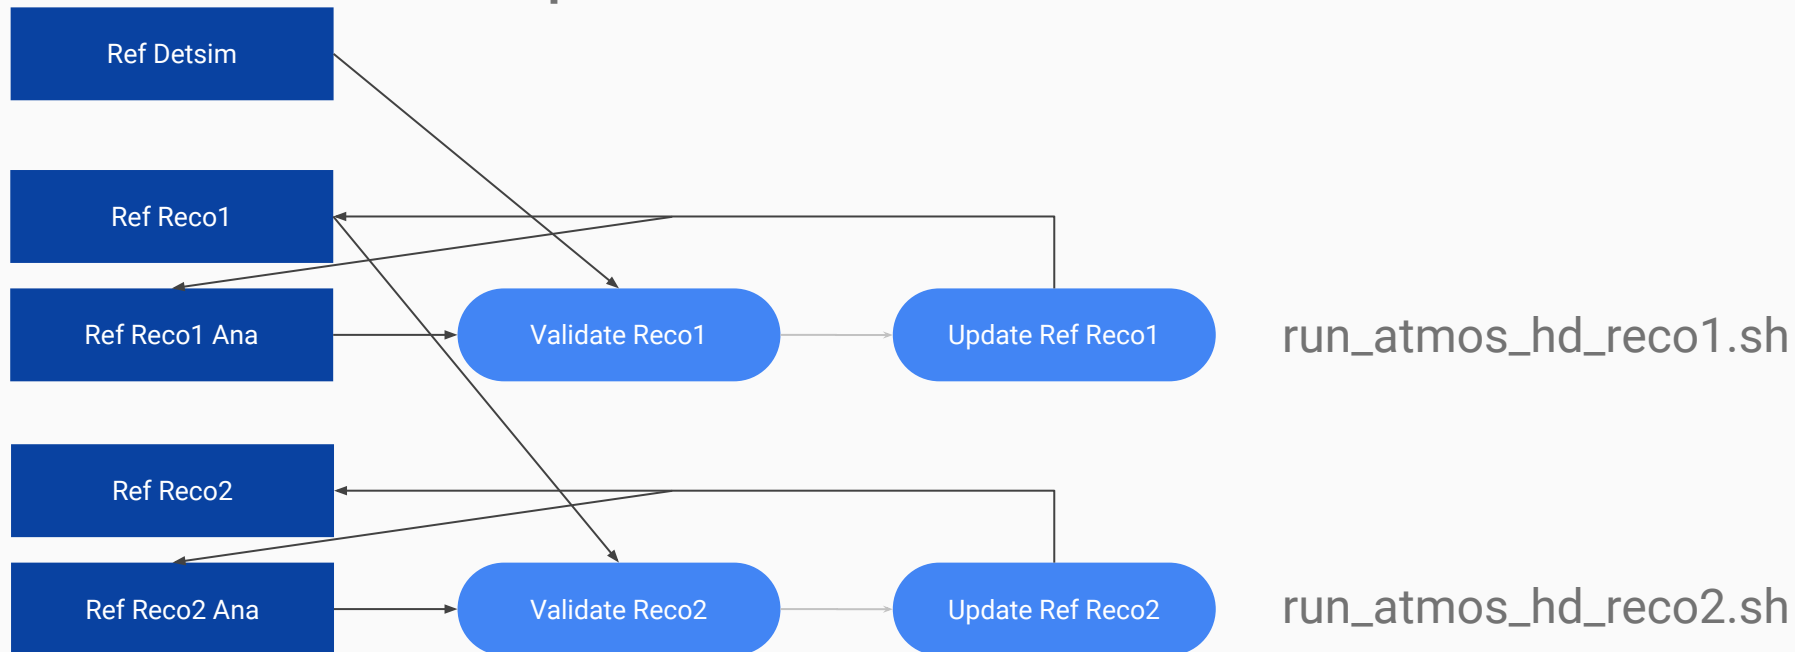 Ref Detsim
Ref Reco1
Ref Reco1 Ana
Validate Reco1
Update Ref Reco1
run_atmos_hd_reco1.sh
Ref Reco2
Ref Reco2 Ana
Validate Reco2
Update Ref Reco2
run_atmos_hd_reco2.sh